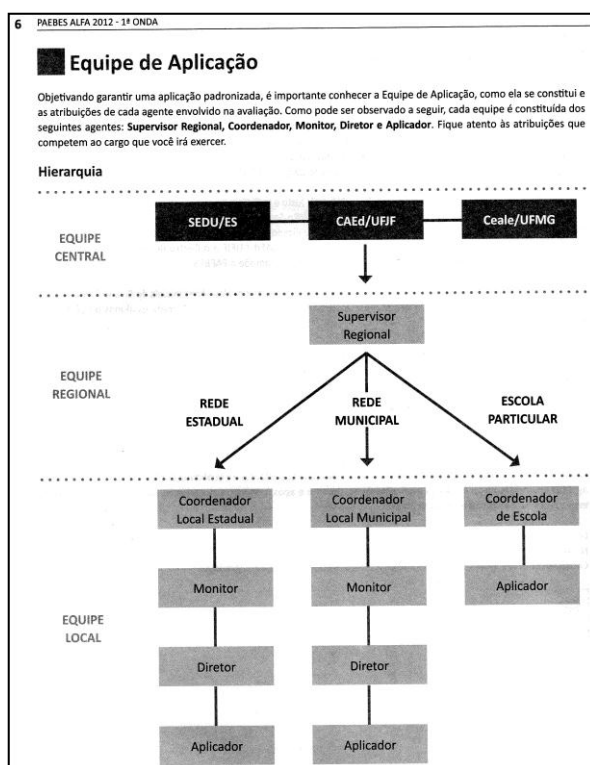 6 PAEBES ALFA 2012 - 1ª ONDA
Equipe de Aplicação
Objetivando garantir uma aplicação padronizada, é importante conhecer a Equipe de Aplicação, como ela se constitui e
as atribuições de cada agente envolvido na avaliação. Como pode ser observado a seguir, cada equipe é constituída dos
seguintes agentes: Supervisor Regional, Coordenador, Monitor, Diretor e Aplicador. Fique atento às atribuições que
competem ao cargo que você irá exercer.
Hierarquia
EQUIPE
CENTRAL
SEDU/ES
CAEd/UFJF
Ceale/UFMG
EQUIPE
REGIONAL
Supervisor
Regional
REDE
ESTADUAL
REDE
MUNICIPAL
ESCOLA
PARTICULAR
EQUIPE
LOCAL
Coordenador
Local Estadual
Coordenador
Local Municipal
Coordenador
de Escola
Monitor
Monitor
Aplicador
Diretor
Diretor
Aplicador
Aplicador